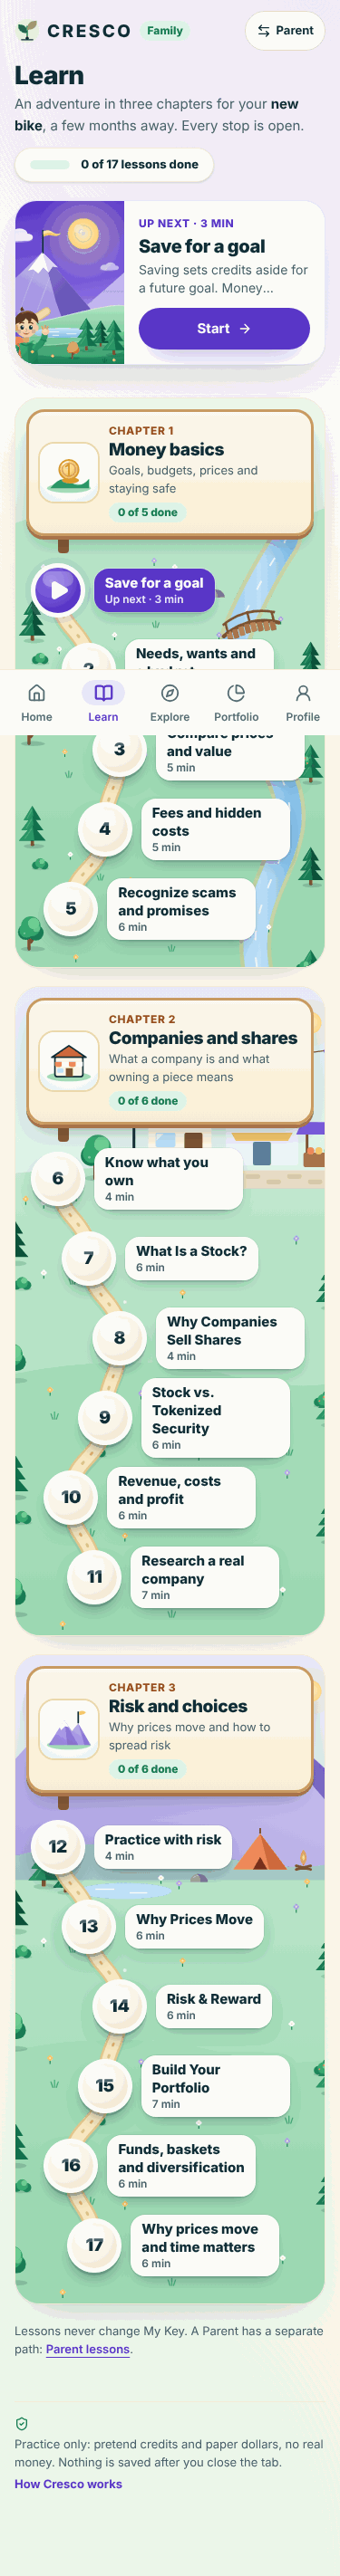 CRESCO Family
Parent
Learn
An adventure in three chapters for your new
bike, a few months away. Every stop is open.
0 of 17 lessons done
UP NEXT · 3 MIN
Save for a goal
Saving sets credits aside for
a future goal. Money...
Start →
CHAPTER 1
Money basics
Goals, budgets, prices and
staying safe
0 of 5 done
Save for a goal
Up next · 3 min
Needs, wants and
Home
Learn
Explore
Portfolio
Profile
3
Compare prices
and value
5 min
4
Fees and hidden
costs
5 min
5
Recognize scams
and promises
6 min
CHAPTER 2
Companies and shares
What a company is and what
owning a piece means
0 of 6 done
6
Know what you
own
4 min
7
What Is a Stock?
6 min
8
Why Companies
Sell Shares
4 min
9
Stock vs.
Tokenized
Security
6 min
10
Revenue, costs
and profit
6 min
11
Research a real
company
7 min
CHAPTER 3
Risk and choices
Why prices move and how to
spread risk
0 of 6 done
12
Practice with risk
4 min
13
Why Prices Move
6 min
14
Risk & Reward
6 min
15
Build Your
Portfolio
7 min
16
Funds, baskets
and diversification
6 min
17
Why prices move
and time matters
6 min
Lessons never change My Key. A Parent has a separate
path: Parent lessons.
Practice only: pretend credits and paper dollars, no real
money. Nothing is saved after you close the tab.
How Cresco works